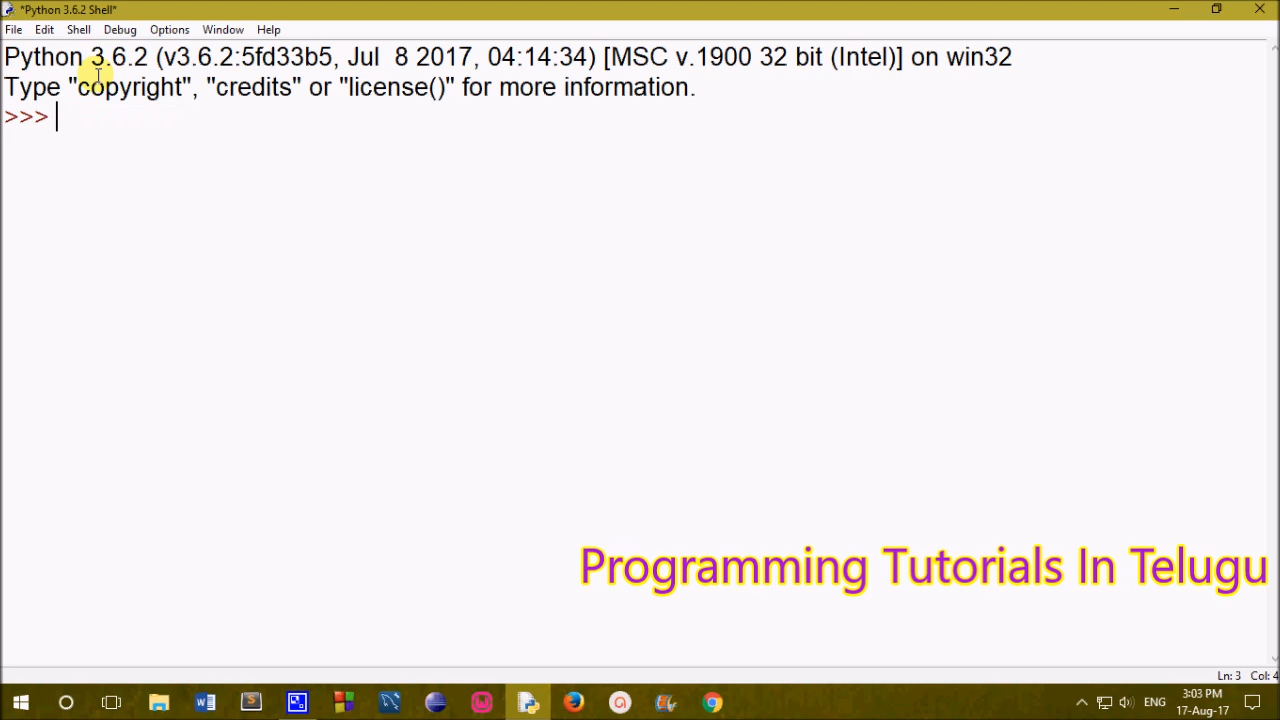 *Python 3.6.2 Shell*
File Edit Shell Debug Options Window Help
Python 3.6.2 (v3.6.2:5fd33b5, Jul  8 2017, 04:14:34) [MSC v.1900 32 bit (Intel)] on win32
Type "copyright", "credits" or "license()" for more information.
>>>
Programming Tutorials In Telugu
Ln: 3 Col: 4
ENG
3:03 PM
17-Aug-17